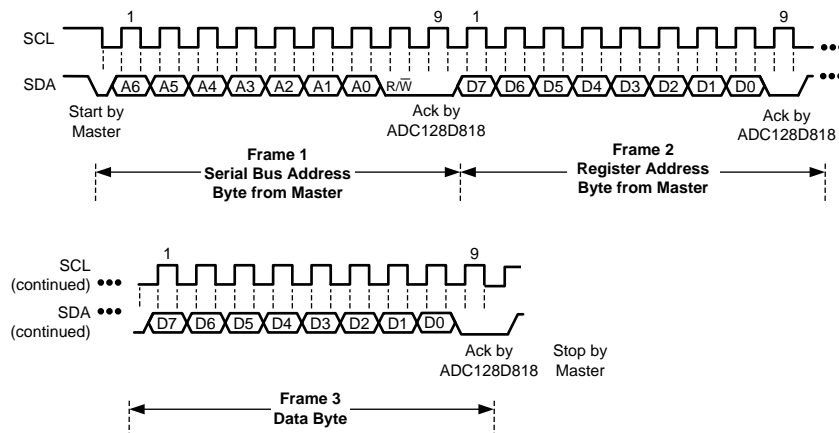 1 9 1 9
SCL
SDA A6 A5 A4 A3 A2 A1 A0 R/W̅ D7 D6 D5 D4 D3 D2 D1 D0
Start by
Master
Ack by
ADC128D818
Ack by
ADC128D818
Frame 1
Serial Bus Address
Byte from Master
Frame 2
Register Address
Byte from Master
1 9
SCL
(continued)
SDA
(continued)
D7 D6 D5 D4 D3 D2 D1 D0
Ack by
ADC128D818
Stop by
Master
Frame 3
Data Byte